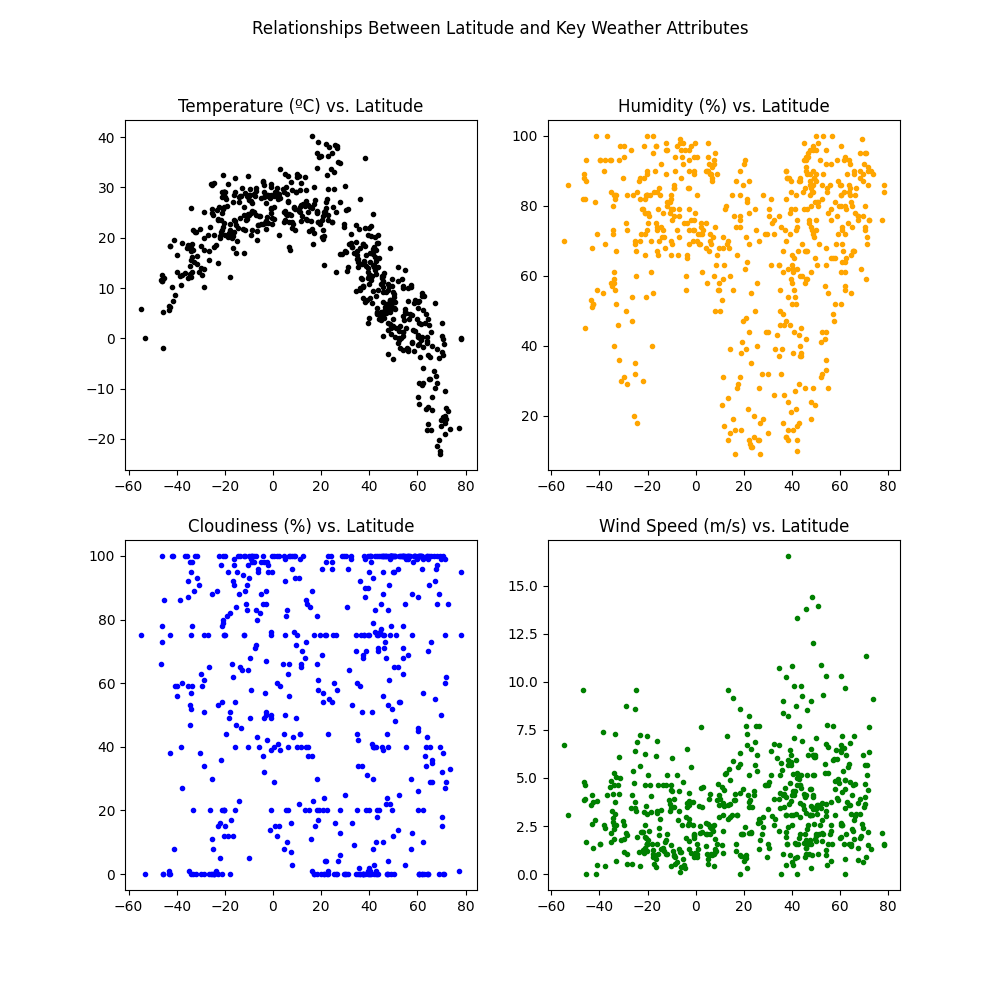 Relationships Between Latitude and Key Weather Attributes
Temperature (ºC) vs. Latitude
40
30
20
10
0
−10
−20
−60 −40 −20 0 20 40 60 80
Humidity (%) vs. Latitude
100
80
60
40
20
−60 −40 −20 0 20 40 60 80
Cloudiness (%) vs. Latitude
100
80
60
40
20
0
−60 −40 −20 0 20 40 60 80
Wind Speed (m/s) vs. Latitude
15.0
12.5
10.0
7.5
5.0
2.5
0.0
−60 −40 −20 0 20 40 60 80